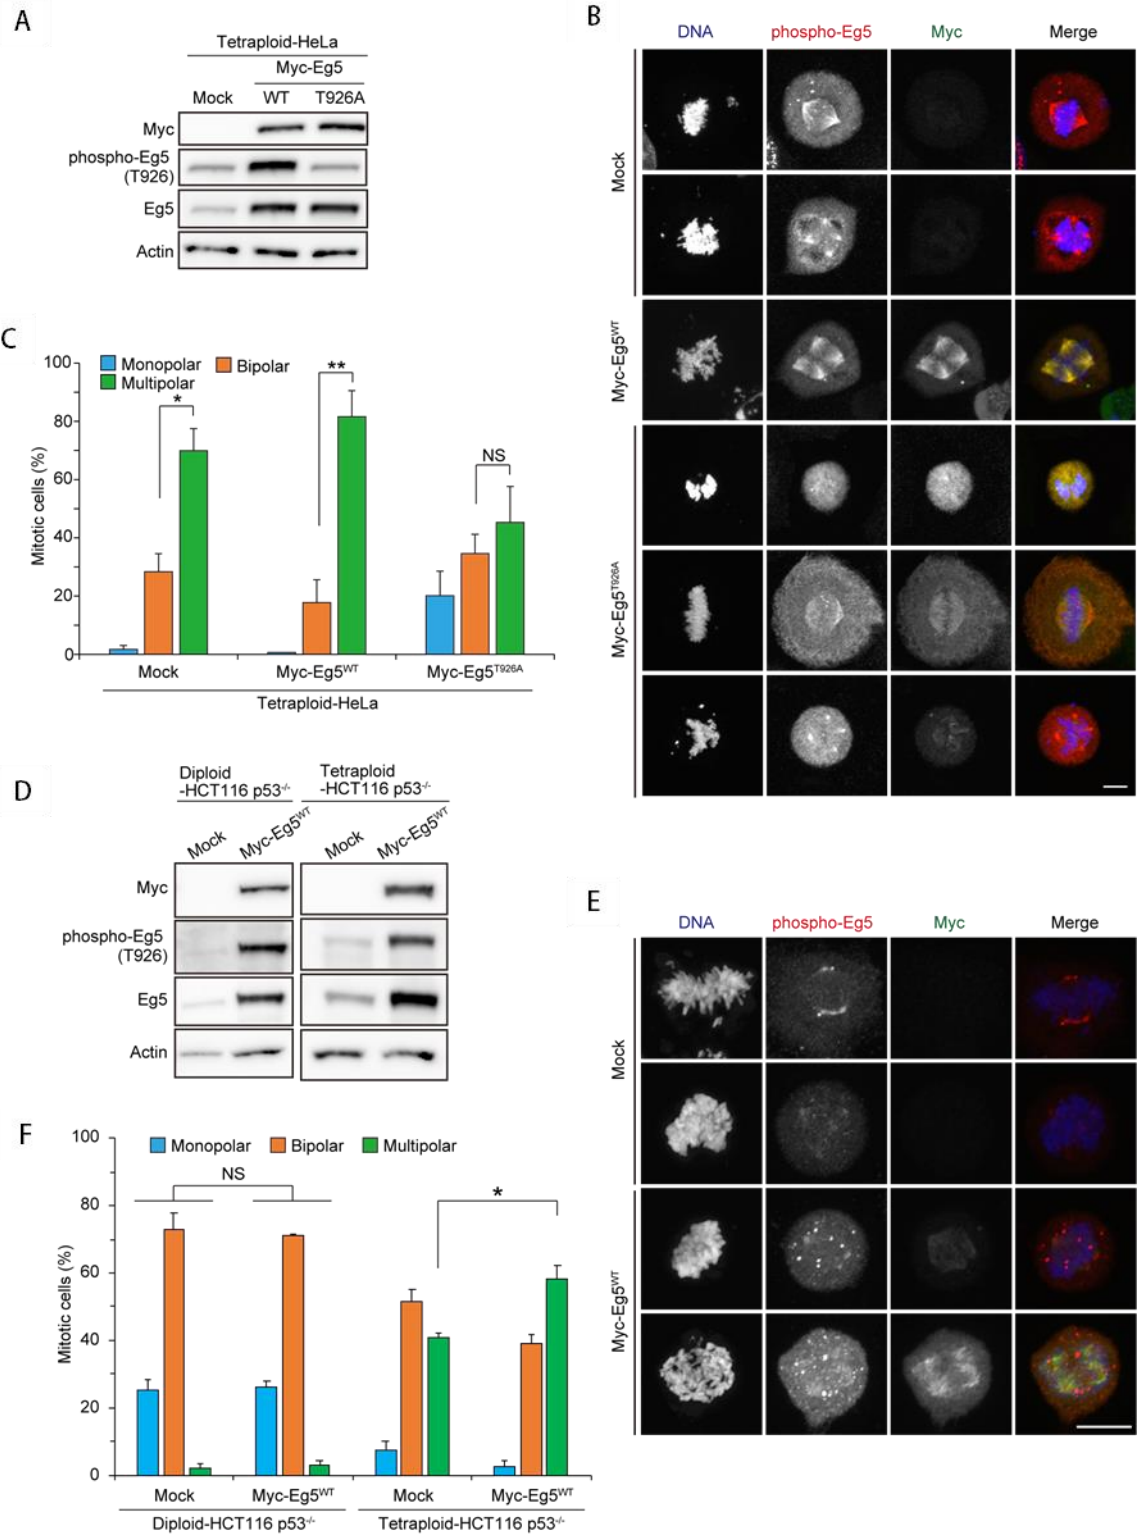 A
Tetraploid-HeLa
Myc-Eg5
Mock WT T926A
Myc
phospho-Eg5
(T926)
Eg5
Actin
B
DNA phospho-Eg5 Myc Merge
Mock
Myc-Eg5WT
Myc-Eg5T926A
C
Monopolar Bipolar
Multipolar
Mitotic cells (%)
100
80
60
40
20
0
*
**
NS
Mock Myc-Eg5WT Myc-Eg5T926A
Tetraploid-HeLa
D
Diploid
-HCT116 p53-/-
Tetraploid
-HCT116 p53-/-
Mock Myc-Eg5WT Mock Myc-Eg5WT
Myc
phospho-Eg5
(T926)
Eg5
Actin
E
DNA phospho-Eg5 Myc Merge
Mock
Myc-Eg5WT
F
Monopolar Bipolar Multipolar
Mitotic cells (%)
100
80
60
40
20
0
NS
*
Mock Myc-Eg5WT Mock Myc-Eg5WT
Diploid-HCT116 p53-/- Tetraploid-HCT116 p53-/-